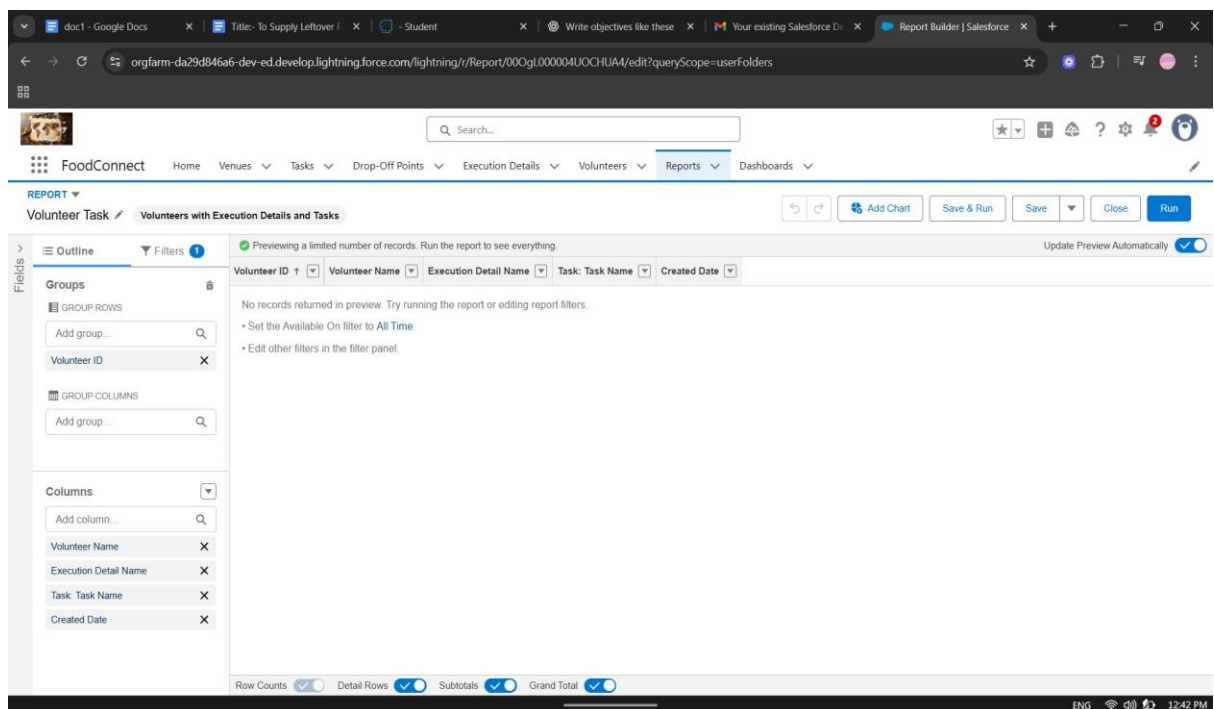 doc1 - Google Docs
Title:- To Supply Leftover F
- Student
Write objectives like these
Your existing Salesforce De
Report Builder | Salesforce
orgfarm-da29d846a6-dev-ed.develop.lightning.force.com/lightning/r/Report/00OgL000004UOCHUA4/edit?queryScope=userFolders
Search...
2
FoodConnect Home Venues Tasks Drop-Off Points Execution Details Volunteers Reports Dashboards
REPORT
Volunteer Task Volunteers with Execution Details and Tasks
Add Chart Save & Run Save Close Run
Fields
Outline Filters 1
Previewing a limited number of records. Run the report to see everything.
Update Preview Automatically
Groups
GROUP ROWS
Add group...
Volunteer ID
GROUP COLUMNS
Add group...
Columns
Add column...
Volunteer Name
Execution Detail Name
Task: Task Name
Created Date
Volunteer ID Volunteer Name Execution Detail Name Task: Task Name Created Date
No records returned in preview. Try running the report or editing report filters.
• Set the Available On filter to All Time.
• Edit other filters in the filter panel.
Row Counts Detail Rows Subtotals Grand Total
ENG 12:42 PM